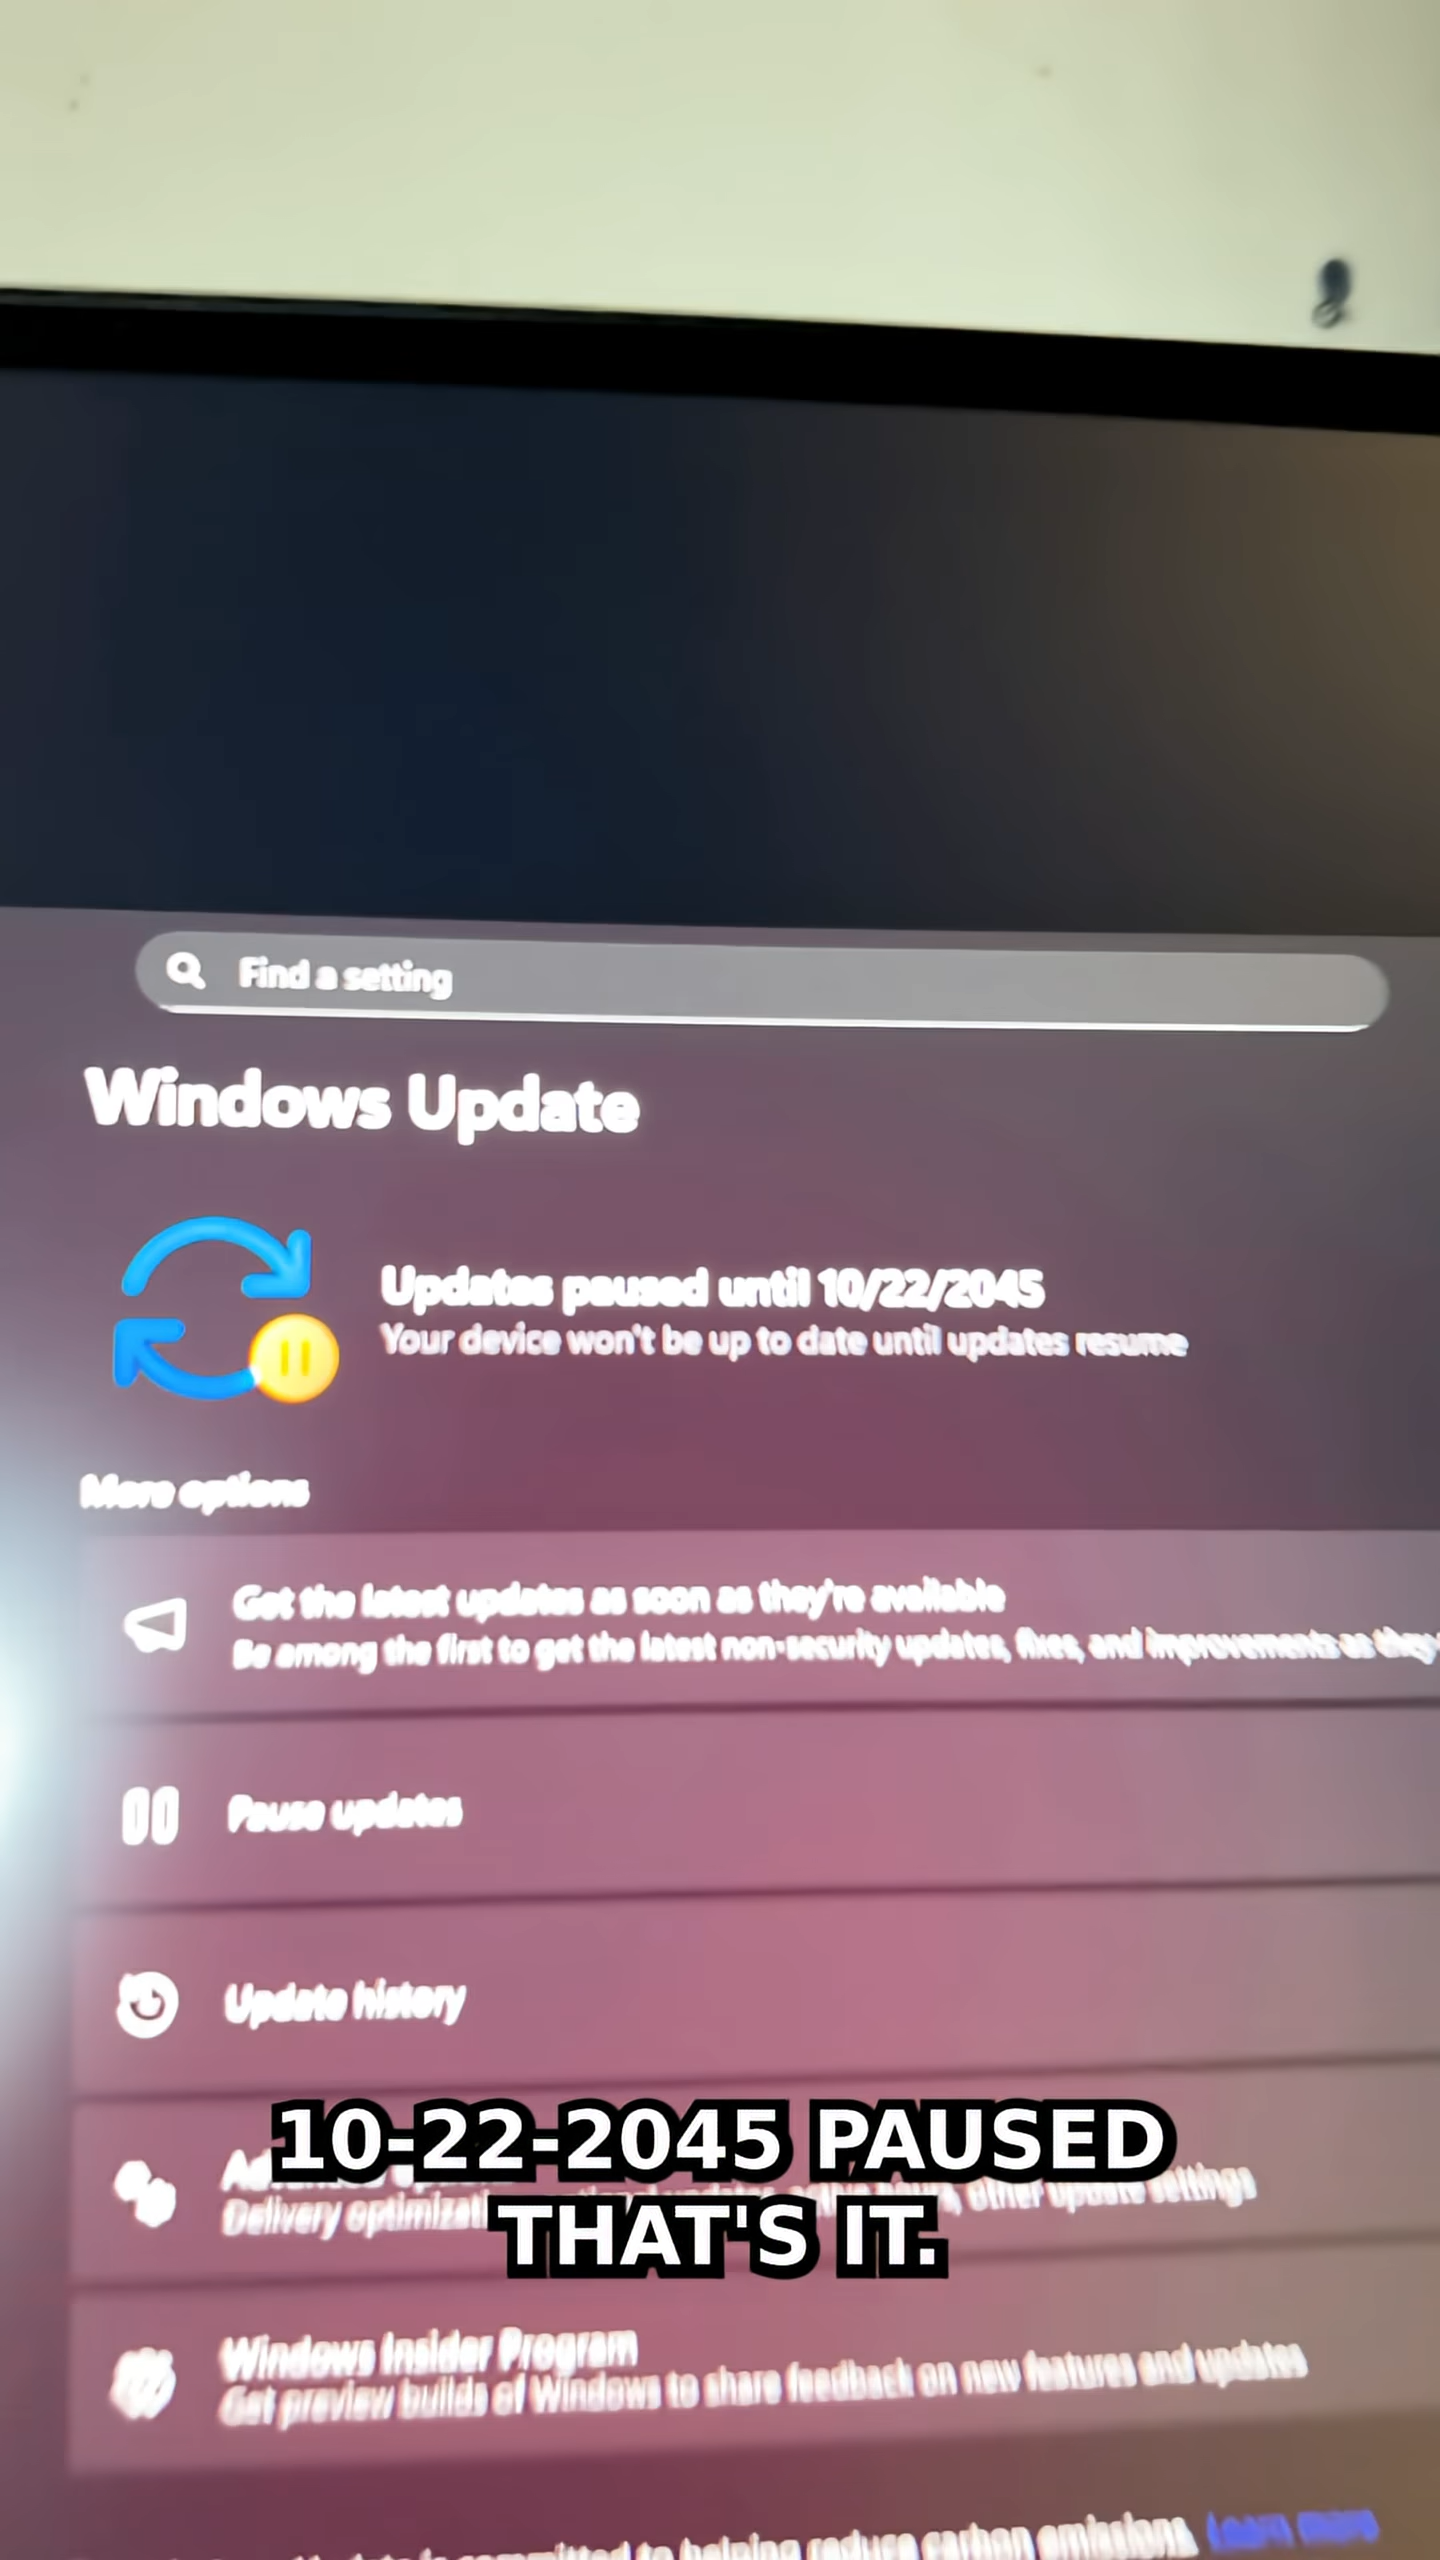 Find a setting
Windows Update
Updates paused until 10/22/2045
Your device won't be up to date until updates resume
More options
Get the latest updates as soon as they're available
Be among the first to get the latest non-security updates, fixes, and improvements as they
Pause updates
Update history
10-22-2045 PAUSED
Delivery optimizati other update settings
THAT'S IT.
Windows Insider Program
Get preview builds of Windows to share feedback on new features and updates
is committed to helping reduce carbon emissions. Learn more